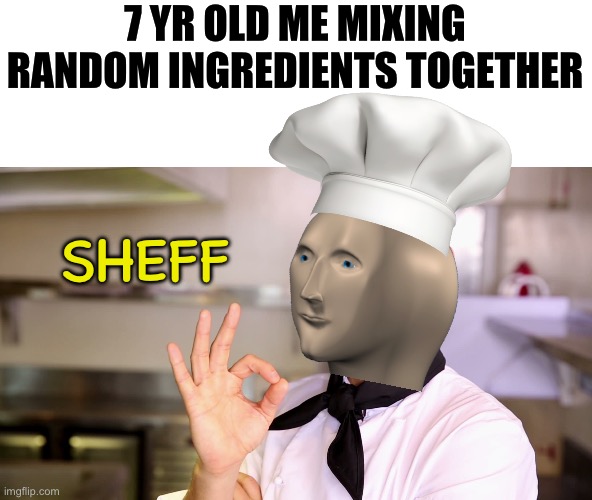 7 YR OLD ME MIXING
RANDOM INGREDIENTS TOGETHER
SHEFF
imgflip.com